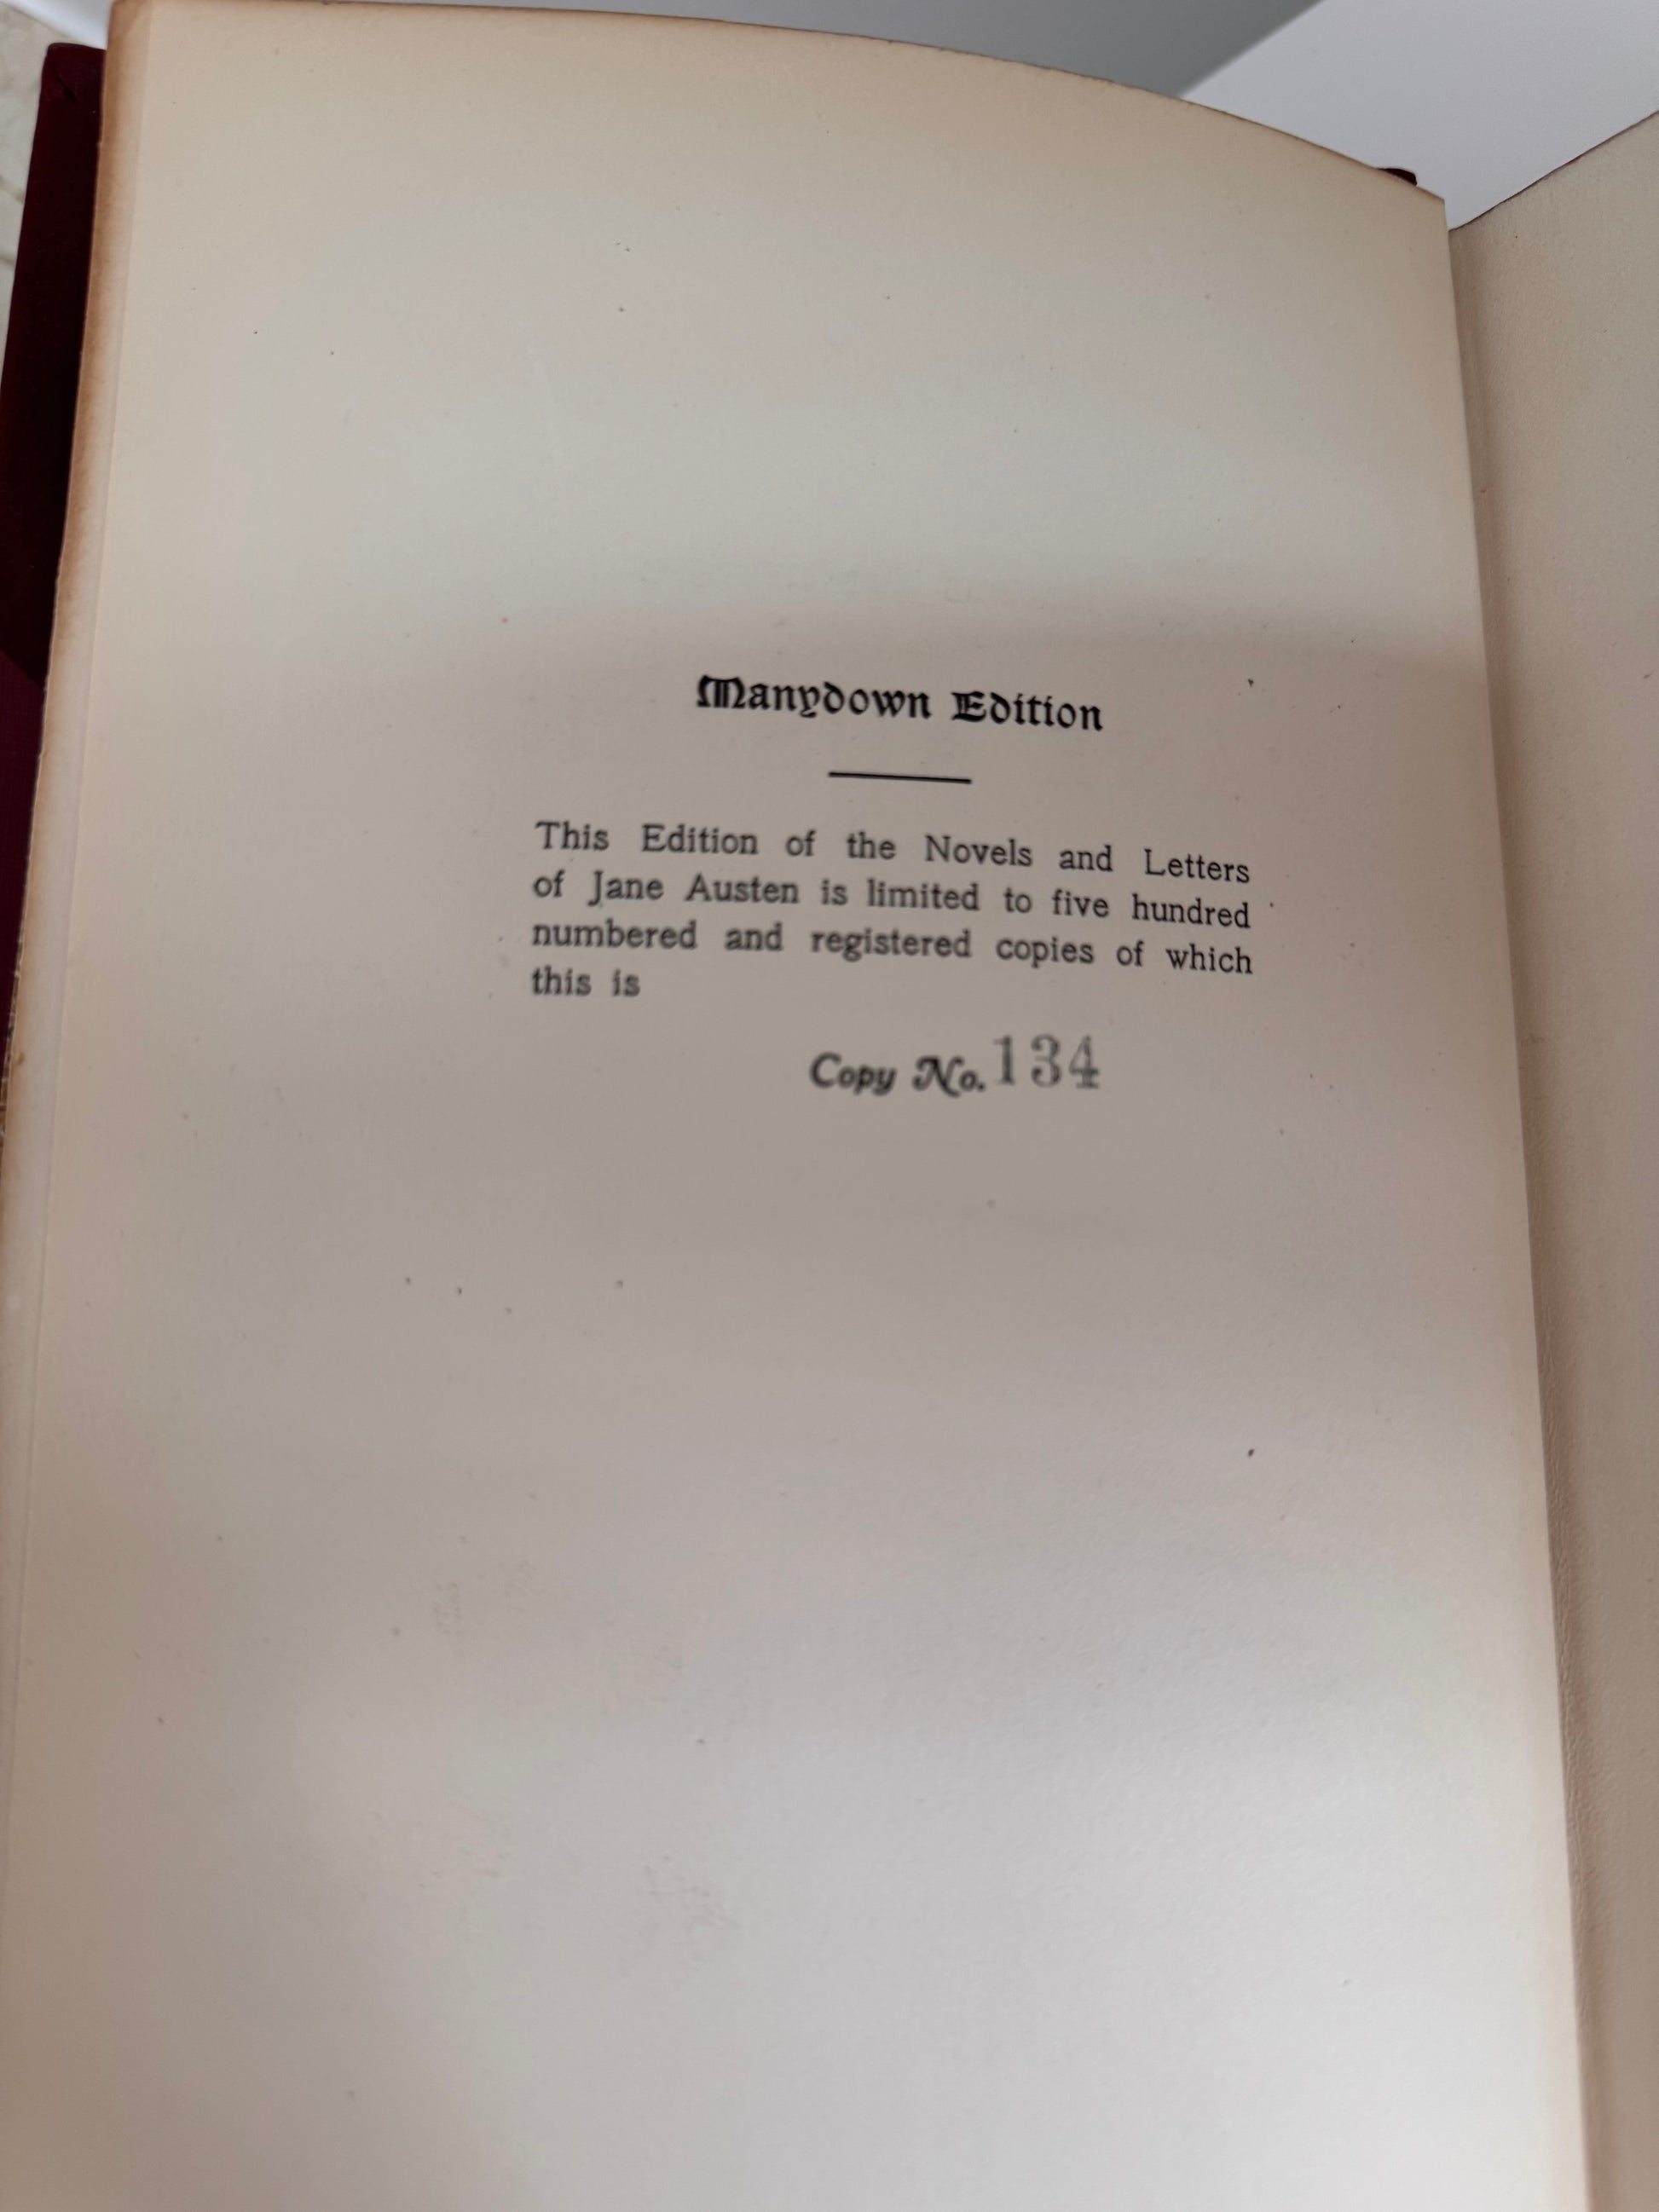 Manydown Edition
This Edition of the Novels and Letters
of Jane Austen is limited to five hundred
numbered and registered copies of which
this is
Copy No. 134